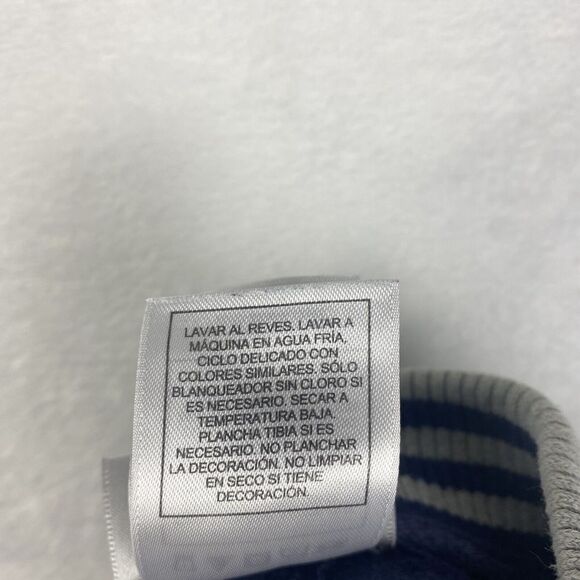 LAVAR AL REVES. LAVAR A
MÁQUINA EN AGUA FRÍA,
CICLO DELICADO CON
COLORES SIMILARES. SÓLO
BLANQUEADOR SIN CLORO SI
ES NECESARIO. SECAR A
TEMPERATURA BAJA.
PLANCHA TIBIA SI ES
NECESARIO. NO PLANCHAR
LA DECORACIÓN. NO LIMPIAR
EN SECO SI TIENE
DECORACIÓN.